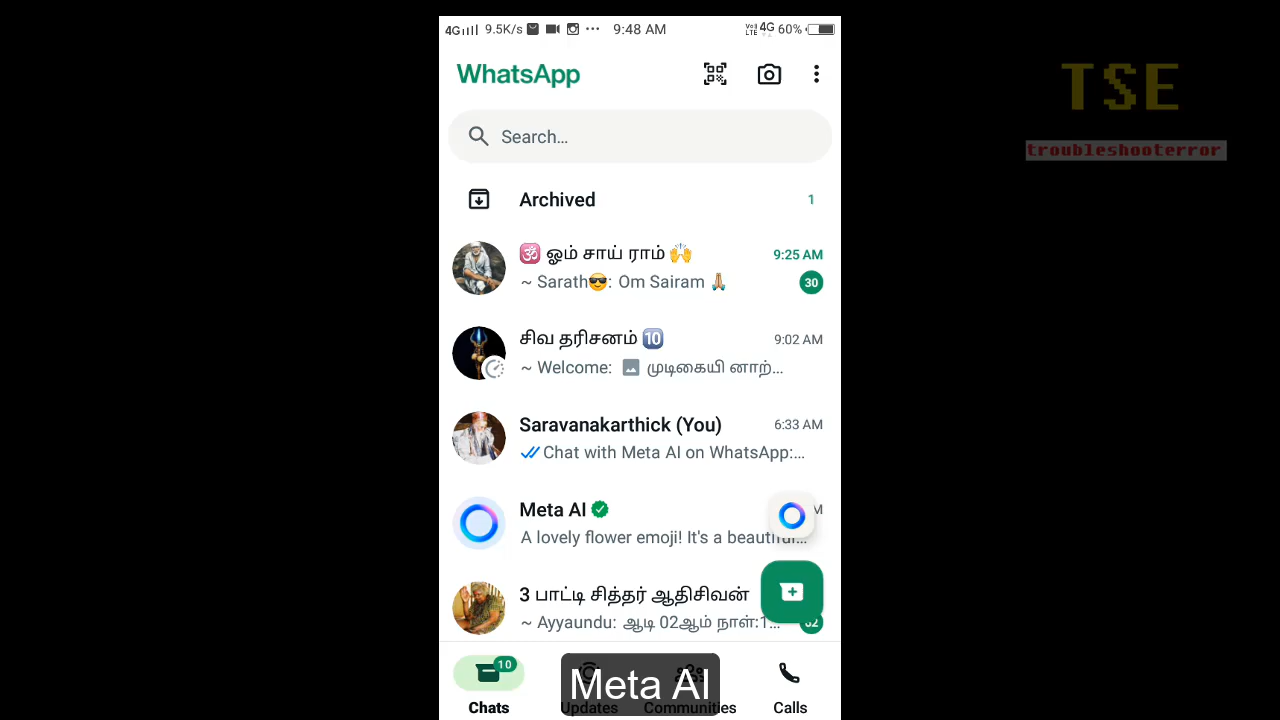 4G 9.5K/s ··· 9:48 AM VoLTE 4G 60%
TSE
troubleshooterror
WhatsApp
Search...
Archived 1
🕉 ஓம் சாய் ராம் 🙌 9:25 AM
~ Sarath😎: Om Sairam 🙏🏼 30
சிவ தரிசனம் 🔟 9:02 AM
~ Welcome: முடிகையி னாற்...
Saravanakarthick (You) 6:33 AM
Chat with Meta AI on WhatsApp:...
Meta AI M
A lovely flower emoji! It's a beautiful...
3 பாட்டி சித்தர் ஆதிசிவன்
~ Ayyaundu: ஆடி 02ஆம் நாள்:1...
10
Meta AI
Chats Updates Communities Calls